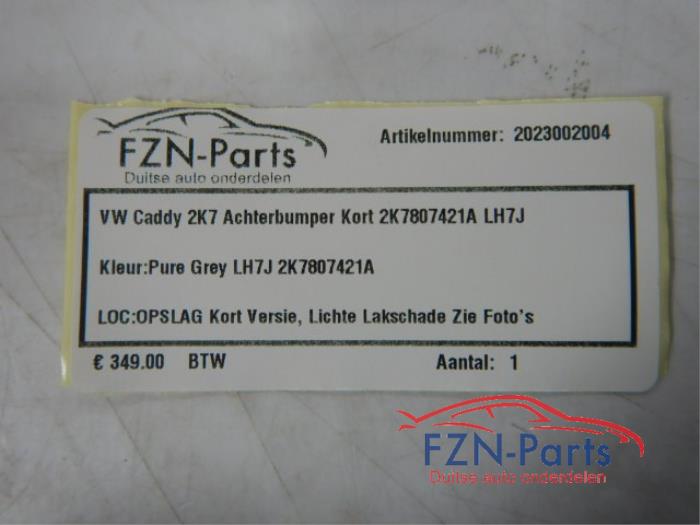 FZN-Parts
Duitse auto onderdelen
Artikelnummer: 2023002004
VW Caddy 2K7 Achterbumper Kort 2K7807421A LH7J
Kleur:Pure Grey LH7J 2K7807421A
LOC:OPSLAG Kort Versie, Lichte Lakschade Zie Foto's
€ 349.00 BTW Aantal: 1
FZN-Parts
Duitse auto onderdelen